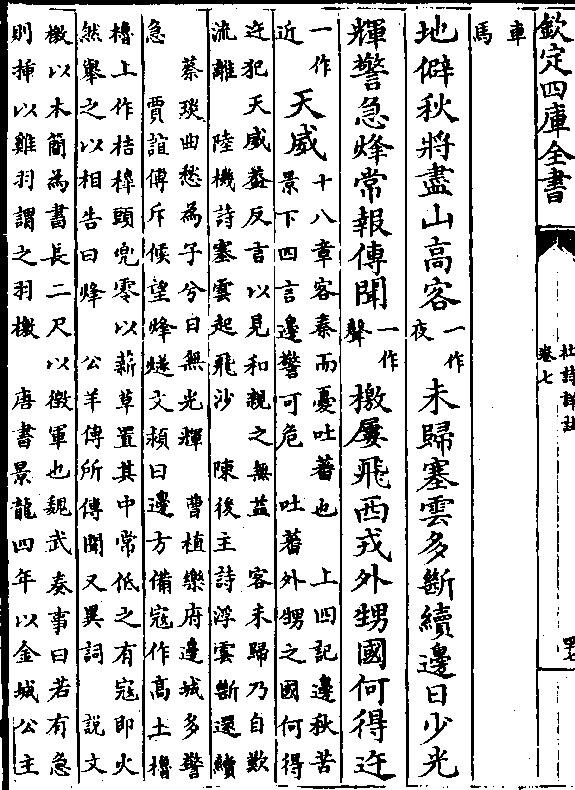 欽定四庫全書
杜詩詳註
卷七
車
馬
地僻秋將盡山高客一作夜未歸塞雲多斷續邊日少光
輝警急烽常報傳聞一作聲檄屢飛西戎外甥國何得迕
一作近天威十八章客秦而憂吐蕃也 上四記邊秋苦
景下四言邊警可危 吐蕃外甥之國何得
迕犯天威蓋反言以見和親之無益 客未歸乃自歎
流離 陸機詩塞雲起飛沙 陳後主詩浮雲斷還續
蔡琰曲愁為子兮日無光輝 曹植樂府邊城多警
急 賈誼傳斥候望烽燧文穎曰邊方備寇作高土櫓
櫓上作桔槔頭兜零以薪草置其中常低之有寇即火
然舉之以相告曰烽 公羊傳所傳聞又異詞 說文
檄以木簡為書長二尺以徵軍也魏武奏事曰若有急
則插以雞羽謂之羽檄 唐書景龍四年以金城公主